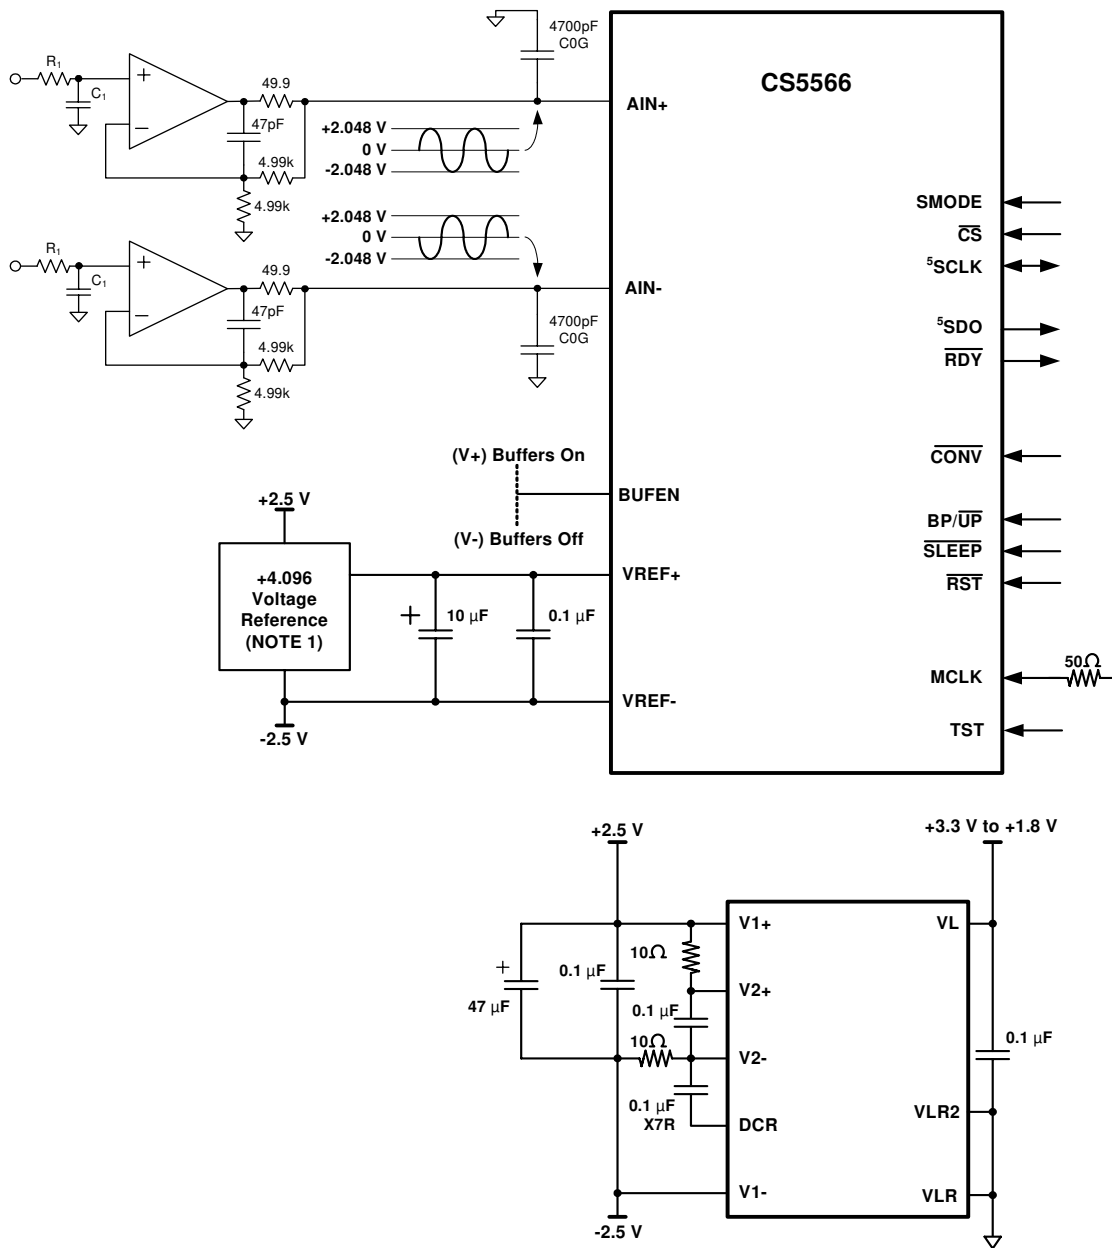 4700pF
C0G
CS5566
R1
C1
49.9
47pF
4.99k
4.99k
AIN+
+2.048 V
0 V
-2.048 V
+2.048 V
0 V
-2.048 V
R1
C1
49.9
47pF
4.99k
4.99k
AIN-
4700pF
C0G
SMODE
CS
5SCLK
5SDO
RDY
CONV
BP/UP
SLEEP
RST
50Ω
MCLK
TST
(V+) Buffers On
BUFEN
(V-) Buffers Off
+2.5 V
+4.096
Voltage
Reference
(NOTE 1)
-2.5 V
+
10 µF
0.1 µF
VREF+
VREF-
+2.5 V
+3.3 V to +1.8 V
V1+
VL
10Ω
+
47 µF
0.1 µF
V2+
0.1 µF
10Ω
V2-
0.1 µF
0.1 µF
X7R
DCR
VLR2
V1-
VLR
-2.5 V